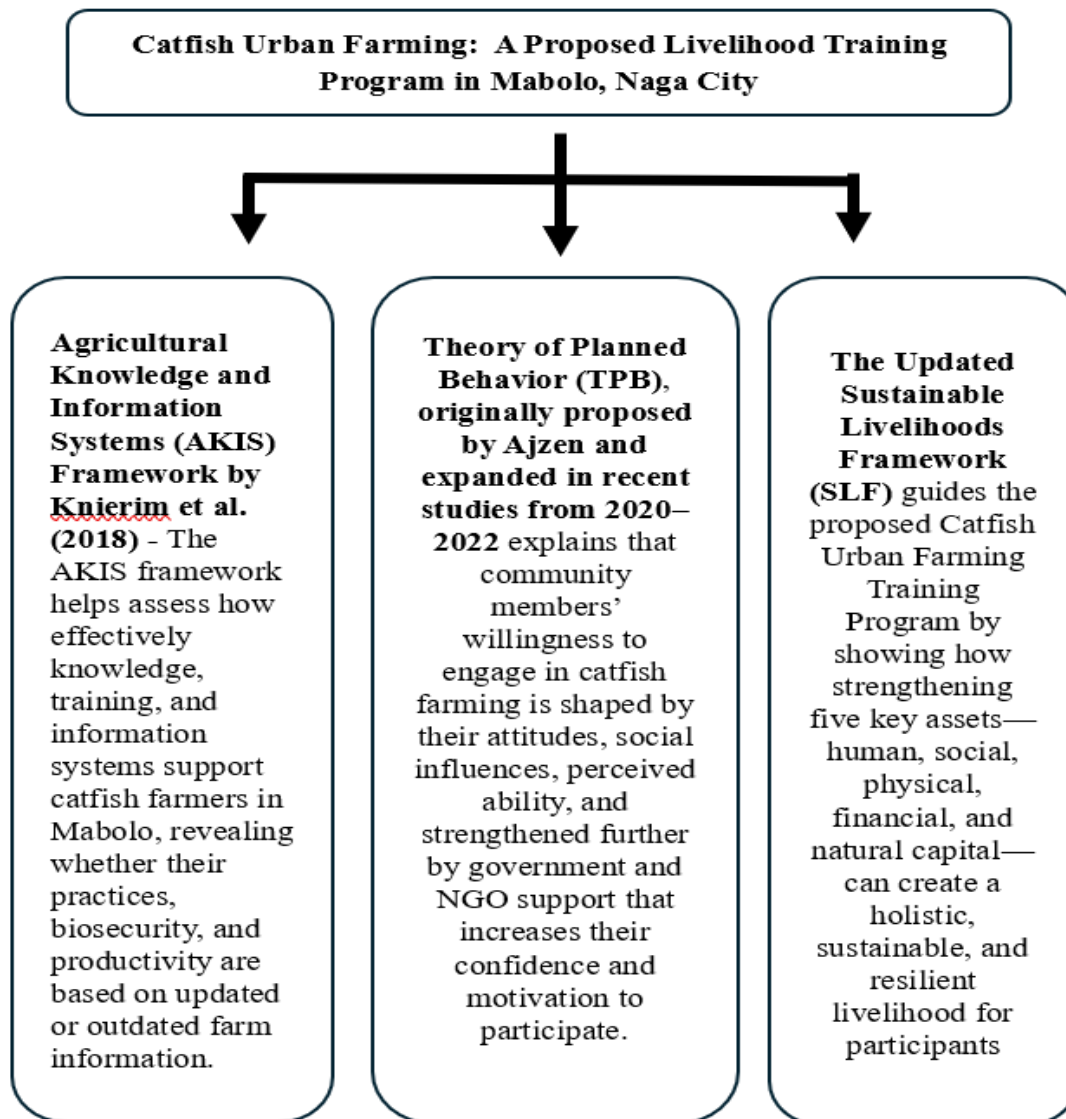 Catfish Urban Farming: A Proposed Livelihood Training
Program in Mabolo, Naga City
Agricultural
Knowledge and
Information
Systems (AKIS)
Framework by
Knierim et al.
(2018) - The
AKIS framework
helps assess how
effectively
knowledge,
training, and
information
systems support
catfish farmers in
Mabolo, revealing
whether their
practices,
biosecurity, and
productivity are
based on updated
or outdated farm
information.
Theory of Planned
Behavior (TPB),
originally proposed
by Ajzen and
expanded in recent
studies from 2020–
2022 explains that
community
members’
willingness to
engage in catfish
farming is shaped by
their attitudes, social
influences, perceived
ability, and
strengthened further
by government and
NGO support that
increases their
confidence and
motivation to
participate.
The Updated
Sustainable
Livelihoods
Framework
(SLF) guides the
proposed Catfish
Urban Farming
Training
Program by
showing how
strengthening
five key assets—
human, social,
physical,
financial, and
natural capital—
can create a
holistic,
sustainable, and
resilient
livelihood for
participants